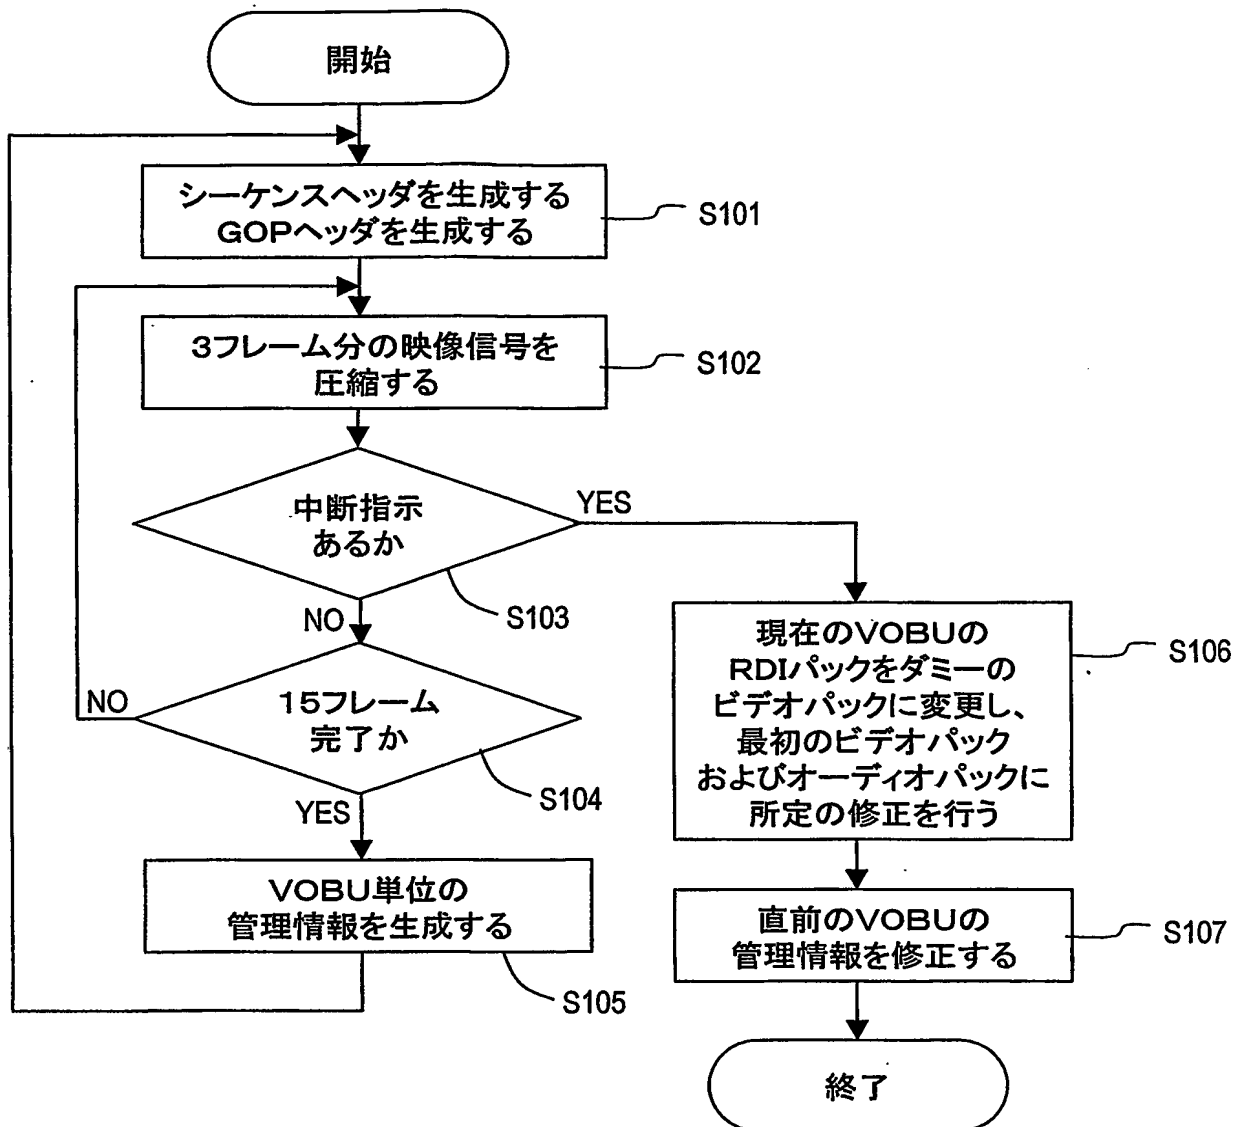 開始
シーケンスヘッダを生成する
GOPヘッダを生成する
S101
3フレーム分の映像信号を
圧縮する
S102
中断指示
あるか
YES
S103
NO
15フレーム
完了か
NO
S104
YES
VOBU単位の
管理情報を生成する
S105
現在のVOBUの
RDIパックをダミーの
ビデオパックに変更し、
最初のビデオパック
およびオーディオパックに
所定の修正を行う
S106
直前のVOBUの
管理情報を修正する
S107
終了